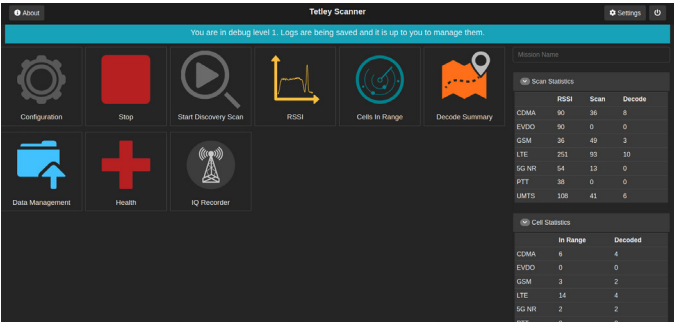 About
Tetley Scanner
Settings
You are in debug level 1. Logs are being saved and it is up to you to manage them.
Configuration
Stop
Start Discovery Scan
RSSI
Cells In Range
Decode Summary
Data Management
Health
IQ Recorder
Mission Name
Scan Statistics
RSSI Scan Decode
CDMA 90 36 8
EVDO 90 0 0
GSM 36 49 3
LTE 251 93 10
5G NR 54 13 0
PTT 38 0 0
UMTS 108 41 6
Cell Statistics
In Range Decoded
CDMA 6 4
EVDO 0 0
GSM 3 2
LTE 14 4
5G NR 2 2